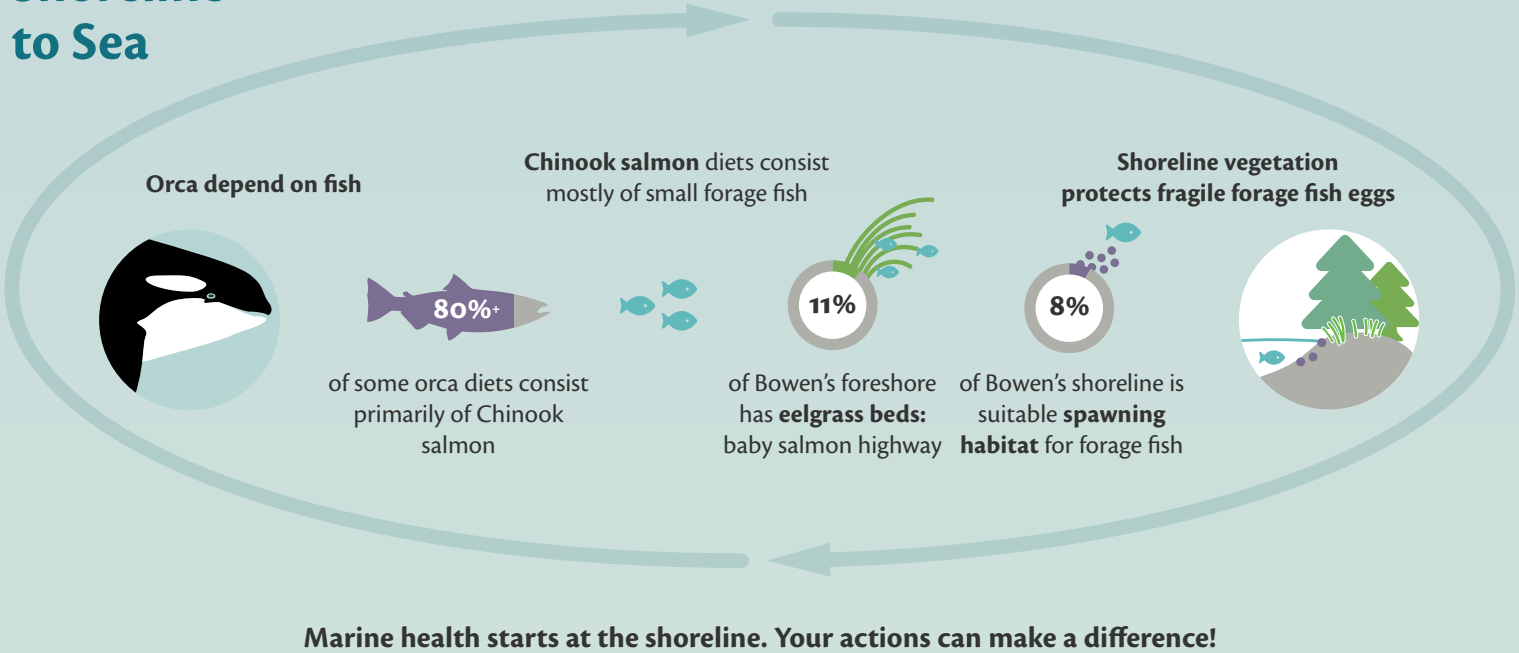 to Sea
Orca depend on fish
80%+
of some orca diets consist
primarily of Chinook
salmon
Chinook salmon diets consist
mostly of small forage fish
11%
of Bowen's foreshore
has eelgrass beds:
baby salmon highway
8%
of Bowen's shoreline is
suitable spawning
habitat for forage fish
Shoreline vegetation
protects fragile forage fish eggs
Marine health starts at the shoreline. Your actions can make a difference!